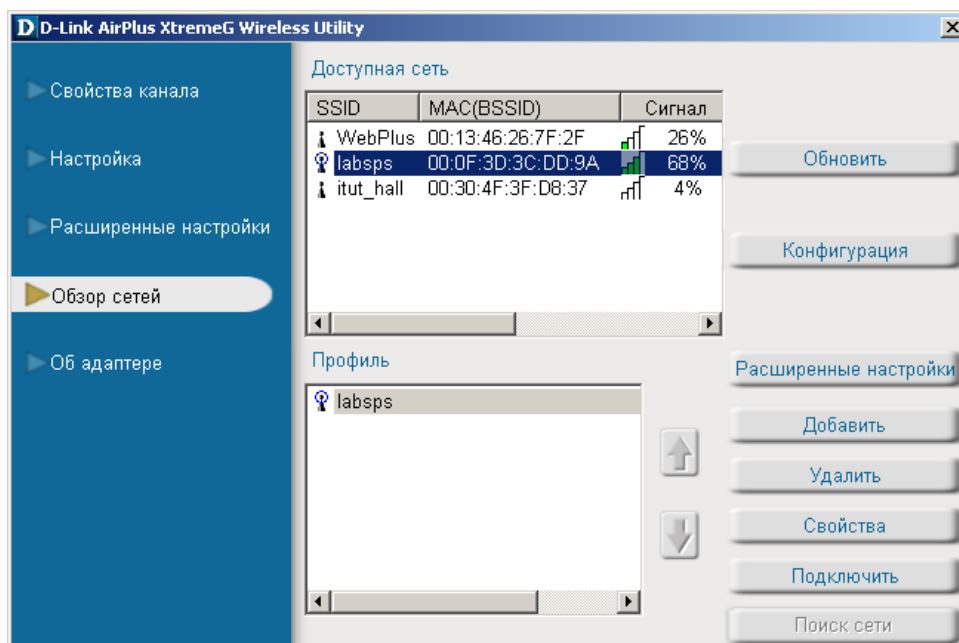 D D-Link AirPlus XtremeG Wireless Utility
Свойства канала
Настройка
Расширенные настройки
Обзор сетей
Об адаптере
Доступная сеть
SSID MAC(BSSID) Сигнал
WebPlus 00:13:46:26:7F:2F 26%
labsps 00:0F:3D:3C:DD:9A 68%
itut_hall 00:30:4F:3F:D8:37 4%
Обновить
Конфигурация
Профиль
labsps
Расширенные настройки
Добавить
Удалить
Свойства
Подключить
Поиск сети